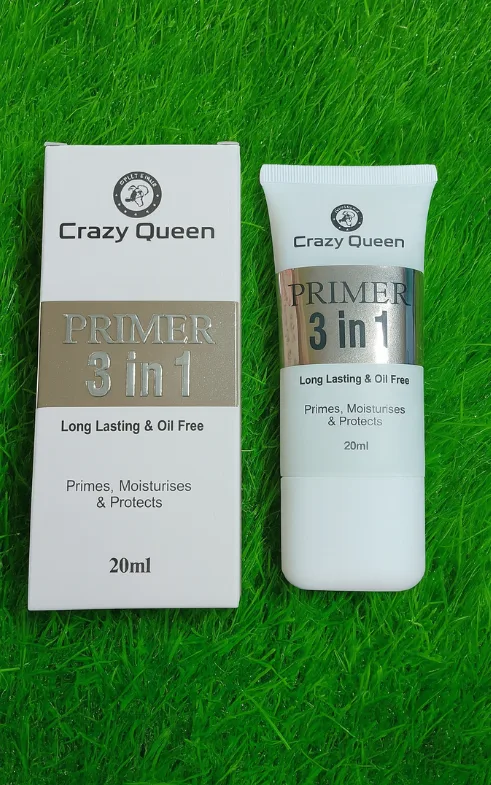 Crazy Queen
PRIMER
3 in 1
Long Lasting & Oil Free
Primes, Moisturises
& Protects
20ml
Crazy Queen
PRIMER
3 in 1
Long Lasting & Oil Free
Primes, Moisturises
& Protects
20ml